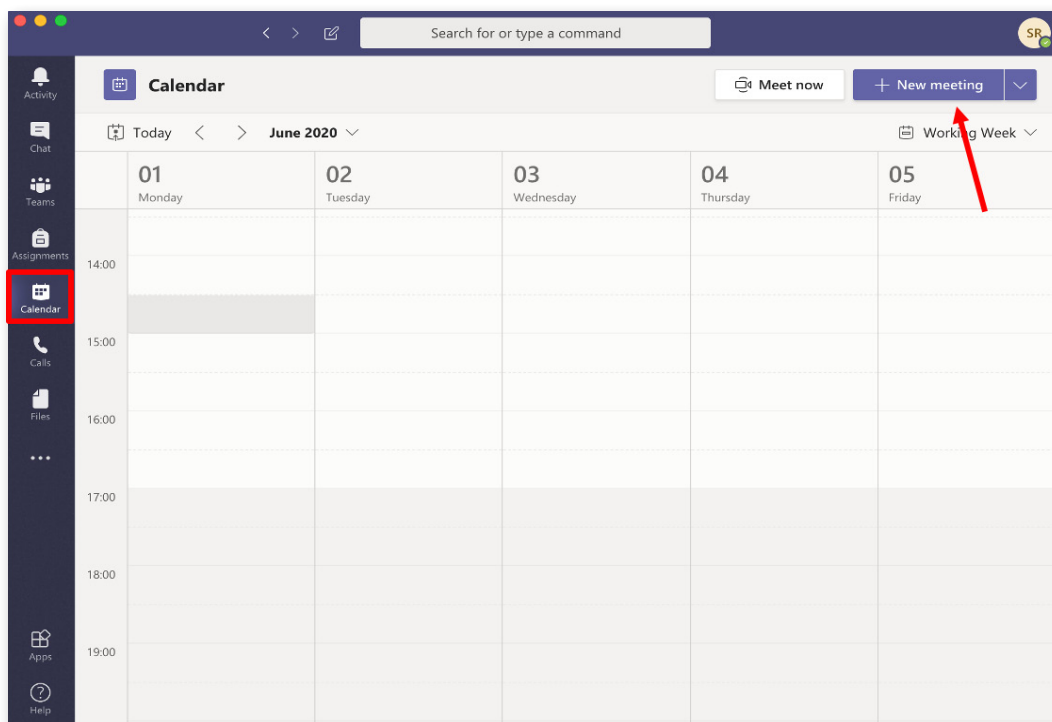 Search for or type a command
SR
Activity
Chat
Teams
Assignments
Calendar
Calls
Files
Apps
Help
Calendar
Meet now
New meeting
Today
June 2020
Working Week
01
Monday
02
Tuesday
03
Wednesday
04
Thursday
05
Friday
14:00
15:00
16:00
17:00
18:00
19:00